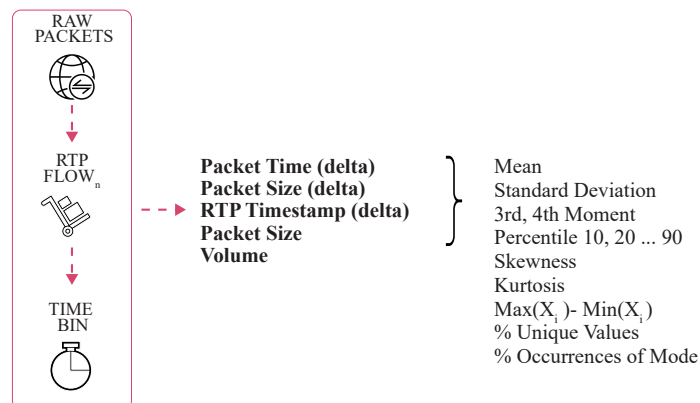 RAW
PACKETS
RTP
FLOWₙ
TIME
BIN
Packet Time (delta)
Packet Size (delta)
RTP Timestamp (delta)
Packet Size
Volume
Mean
Standard Deviation
3rd, 4th Moment
Percentile 10, 20 ... 90
Skewness
Kurtosis
Max(Xᵢ )- Min(Xᵢ )
% Unique Values
% Occurrences of Mode